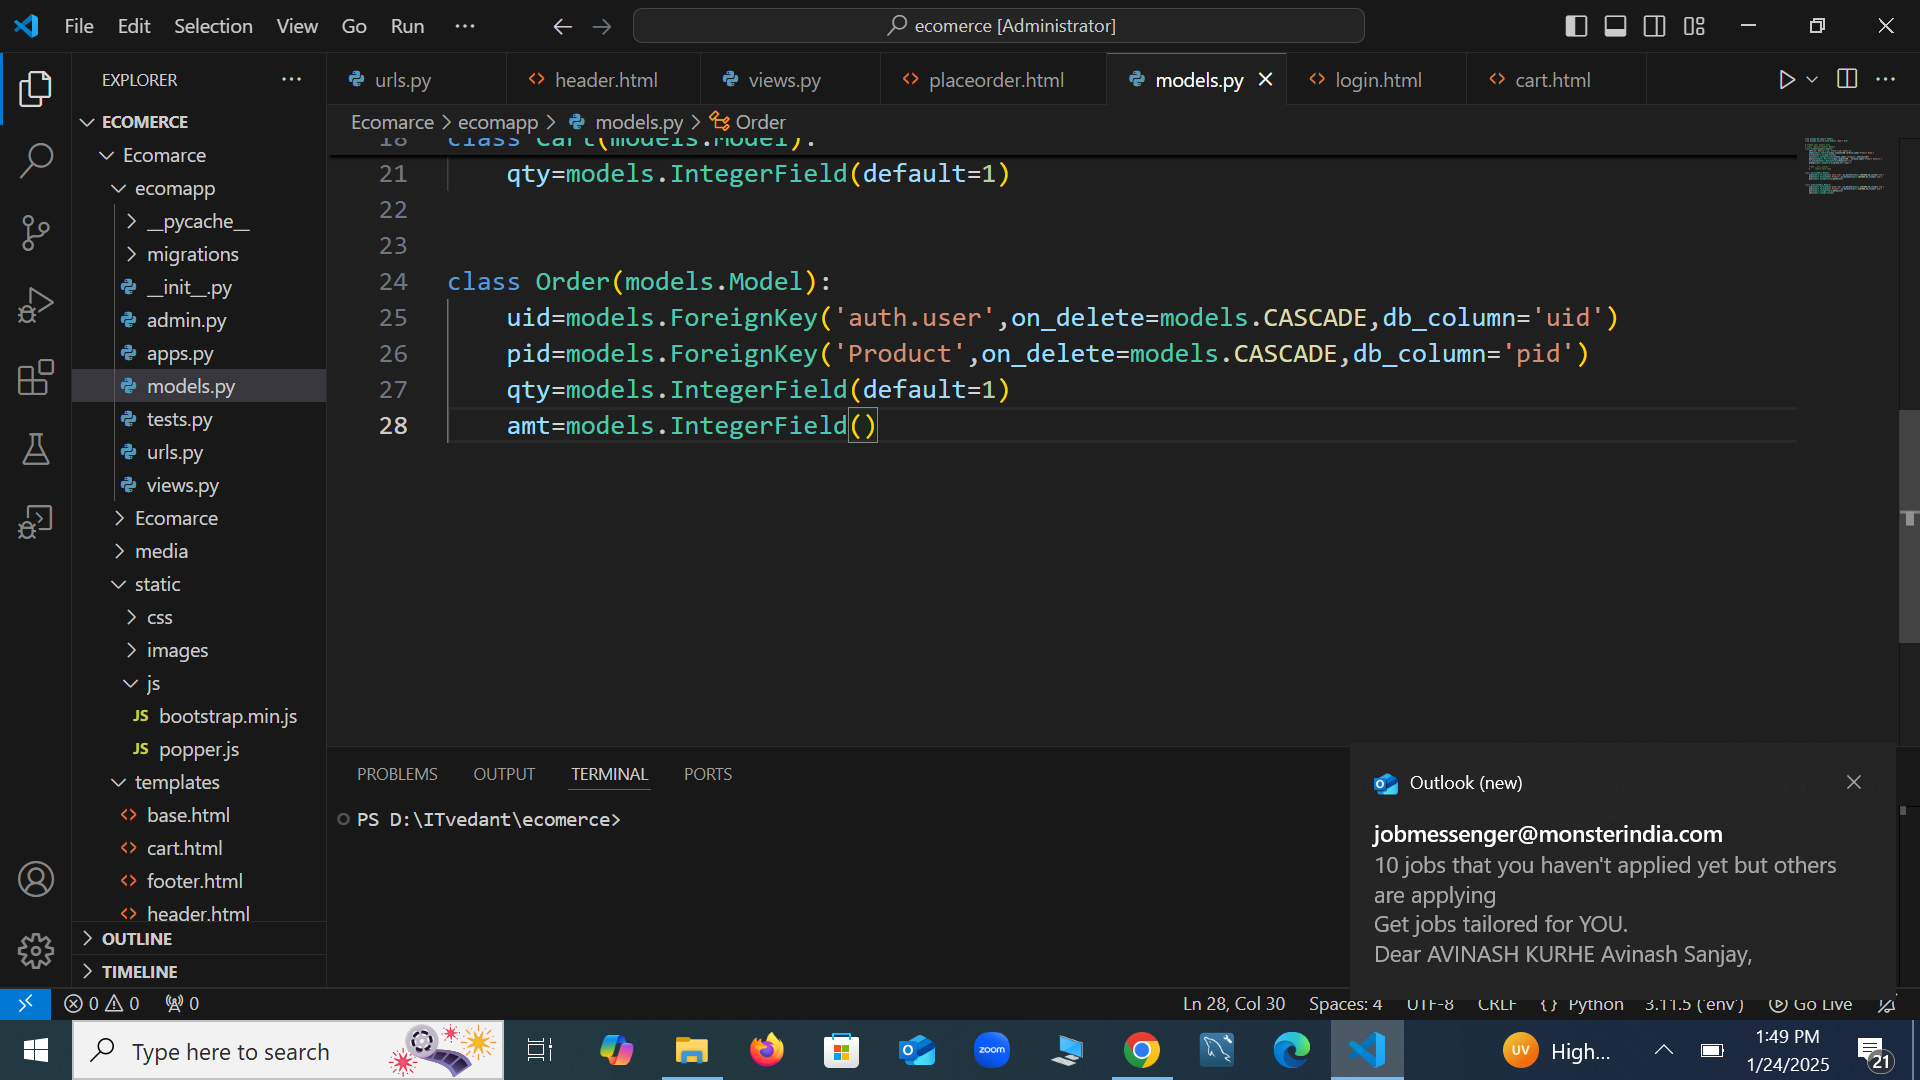 File Edit Selection View Go Run ...
ecomerce [Administrator]
EXPLORER
urls.py
header.html
views.py
placeorder.html
models.py
login.html
cart.html
ECOMERCE
Ecomarce > ecomapp > models.py > Order
Ecomarce
ecomapp
__pycache__
migrations
__init__.py
admin.py
apps.py
models.py
tests.py
urls.py
views.py
Ecomarce
media
static
css
images
js
JS bootstrap.min.js
JS popper.js
templates
base.html
cart.html
footer.html
header.html
OUTLINE
TIMELINE
18 class Cart(models.Model):
21 qty=models.IntegerField(default=1)
22
23
24 class Order(models.Model):
25 uid=models.ForeignKey('auth.user',on_delete=models.CASCADE,db_column='uid')
26 pid=models.ForeignKey('Product',on_delete=models.CASCADE,db_column='pid')
27 qty=models.IntegerField(default=1)
28 amt=models.IntegerField()
PROBLEMS OUTPUT TERMINAL PORTS
PS D:\ITvedant\ecomerce>
Outlook (new)
jobmessenger@monsterindia.com
10 jobs that you haven't applied yet but others
are applying
Get jobs tailored for YOU.
Dear AVINASH KURHE Avinash Sanjay,
0 0 0
Ln 28, Col 30 Spaces: 4 UTF-8 CRLF {} Python 3.11.5 ('env') Go Live
Type here to search
zoom
UV High...
1:49 PM
1/24/2025
21